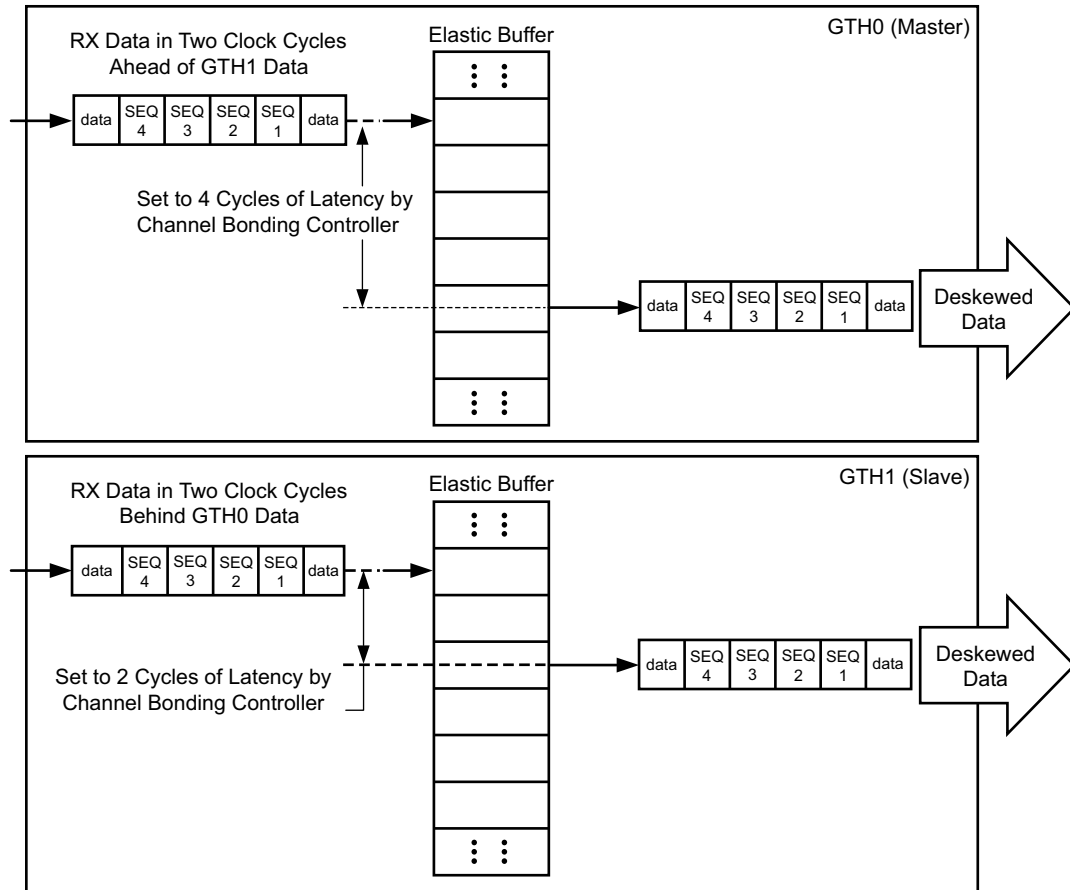 GTH0 (Master)
RX Data in Two Clock Cycles
Ahead of GTH1 Data
Elastic Buffer
data SEQ 4 SEQ 3 SEQ 2 SEQ 1 data
Set to 4 Cycles of Latency by
Channel Bonding Controller
data SEQ 4 SEQ 3 SEQ 2 SEQ 1 data
Deskewed
Data
GTH1 (Slave)
RX Data in Two Clock Cycles
Behind GTH0 Data
Elastic Buffer
data SEQ 4 SEQ 3 SEQ 2 SEQ 1 data
Set to 2 Cycles of Latency by
Channel Bonding Controller
data SEQ 4 SEQ 3 SEQ 2 SEQ 1 data
Deskewed
Data